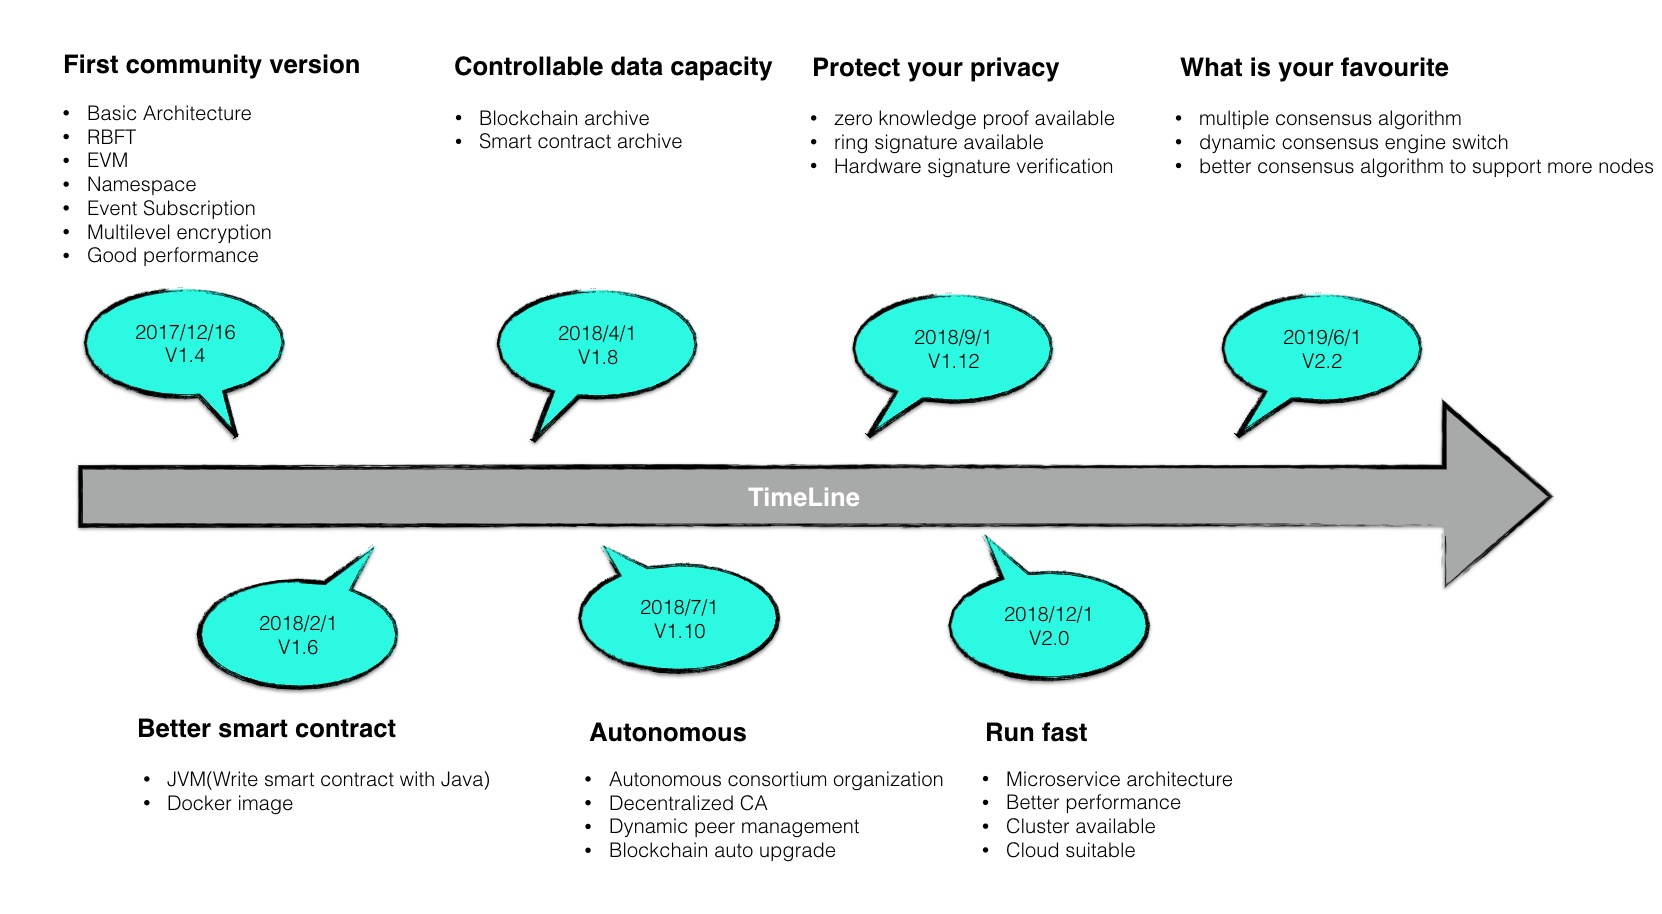 First community version
• Basic Architecture
• RBFT
• EVM
• Namespace
• Event Subscription
• Multilevel encryption
• Good performance
Controllable data capacity
• Blockchain archive
• Smart contract archive
Protect your privacy
• zero knowledge proof available
• ring signature available
• Hardware signature verification
What is your favourite
• multiple consensus algorithm
• dynamic consensus engine switch
• better consensus algorithm to support more nodes
2017/12/16
V1.4
2018/4/1
V1.8
2018/9/1
V1.12
2019/6/1
V2.2
TimeLine
2018/2/1
V1.6
2018/7/1
V1.10
2018/12/1
V2.0
Better smart contract
• JVM(Write smart contract with Java)
• Docker image
Autonomous
• Autonomous consortium organization
• Decentralized CA
• Dynamic peer management
• Blockchain auto upgrade
Run fast
• Microservice architecture
• Better performance
• Cluster available
• Cloud suitable